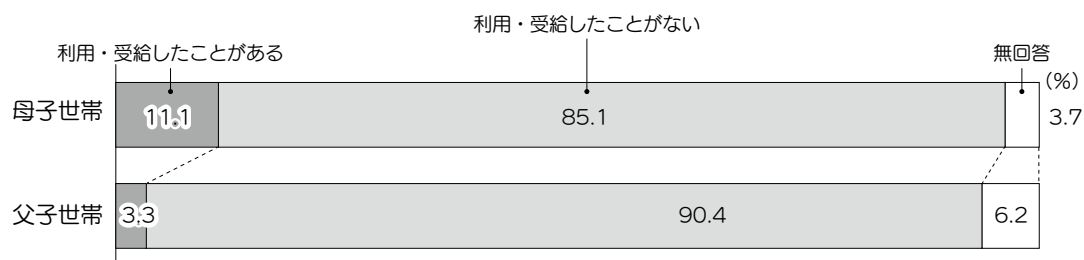 利用・受給したことがない
利用・受給したことがある
無回答
(%)
母子世帯 11.1 85.1 3.7
父子世帯 3.3 90.4 6.2